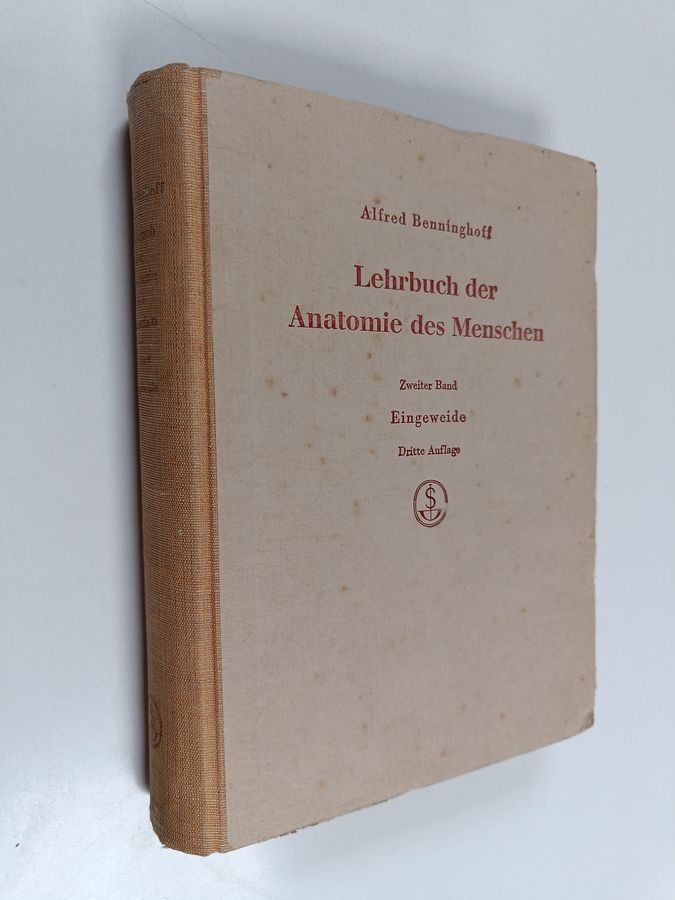 Alfred Benninghoff
Lehrbuch der
Anatomie des Menschen
Zweiter Band
Eingeweide
Dritte Auflage